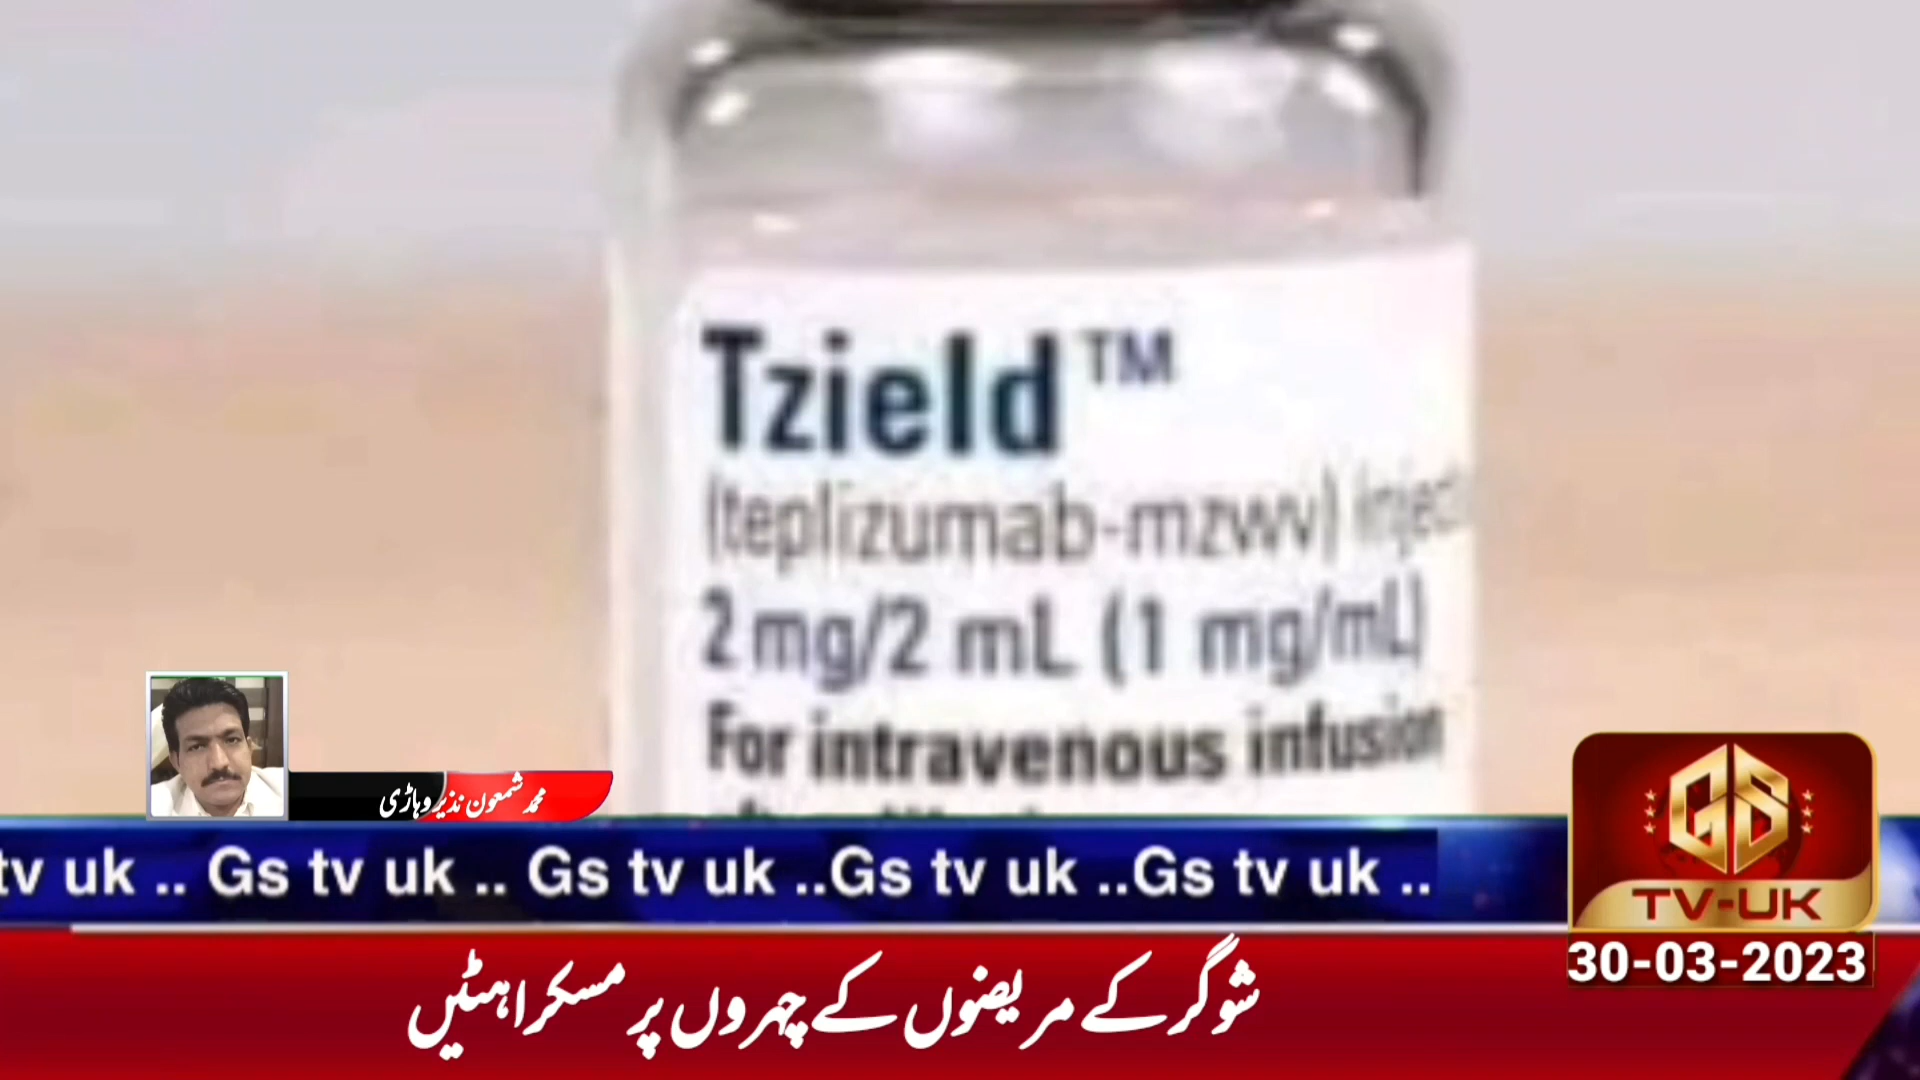 Tzield™
(teplizumab-mzwv) inject
2 mg/2 mL (1 mg/mL)
For intravenous infusion
محمد شمعون نذیر وہاڑی
tv uk .. Gs tv uk .. Gs tv uk ..Gs tv uk ..Gs tv uk ..
GS
TV-UK
30-03-2023
شوگر کے مریضوں کے چہروں پر مسکراہٹیں